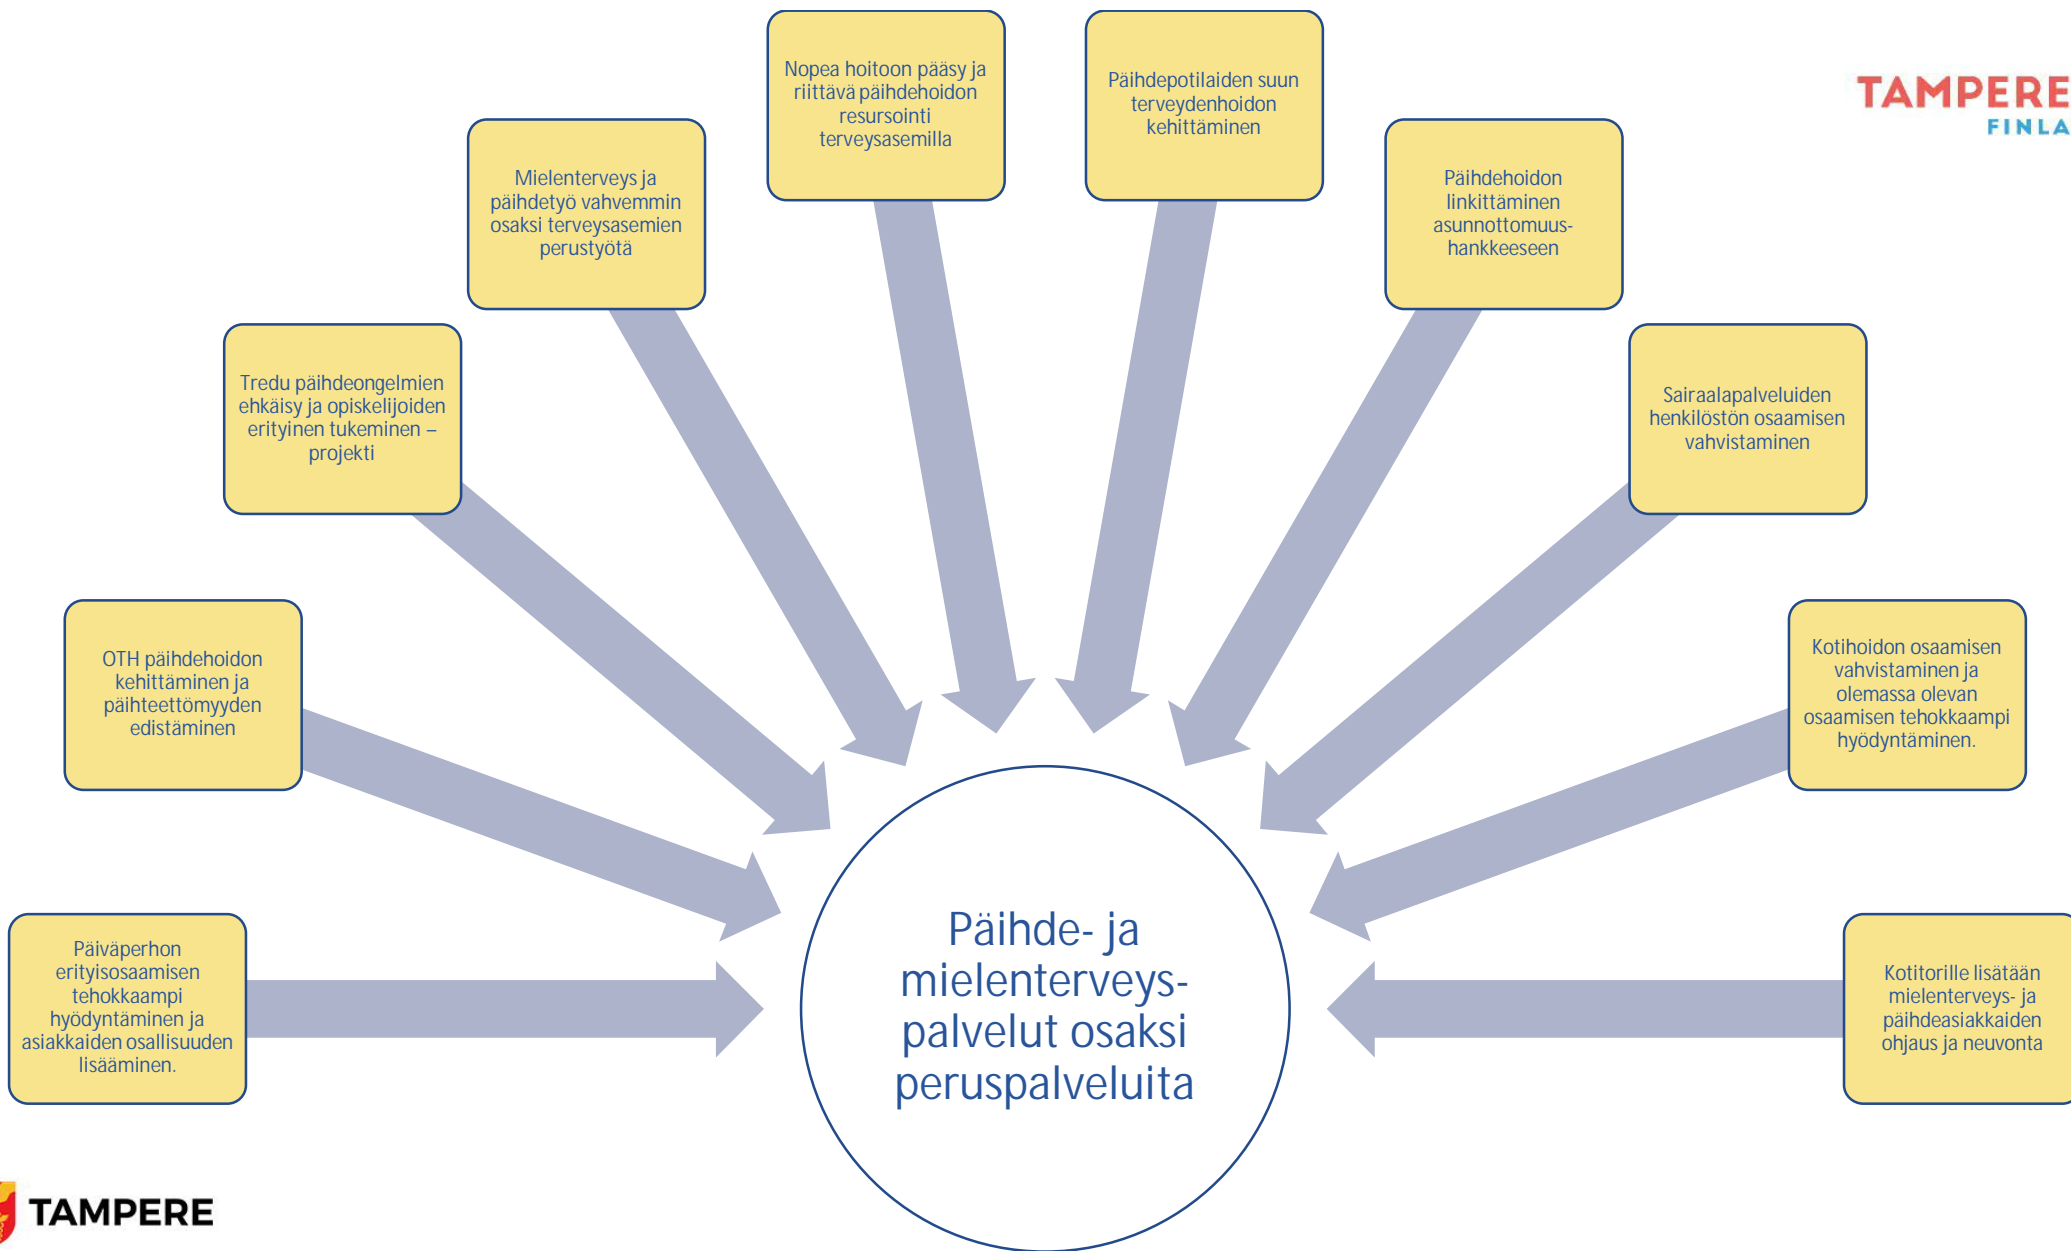 Nopea hoitoon pääsy ja
riittävä päihdehoidon
resursointi
terveysasemilla
Päihdepotilaiden suun
terveydenhoidon
kehittäminen
TAMPERE
FINLA
Mielenterveys ja
päihdetyö vahvemmin
osaksi terveysasemien
perustyötä
Päihdehoidon
linkittäminen
asunnottomuus-
hankkeeseen
Tredu päihdeongelmien
ehkäisy ja opiskelijoiden
erityinen tukeminen –
projekti
Sairaalapalveluiden
henkilöstön osaamisen
vahvistaminen
OTH päihdehoidon
kehittäminen ja
päihteettömyyden
edistäminen
Kotihoidon osaamisen
vahvistaminen ja
olemassa olevan
osaamisen tehokkaampi
hyödyntäminen.
Päiväperhon
erityisosaamisen
tehokkaampi
hyödyntäminen ja
asiakkaiden osallisuuden
lisääminen.
Päihde- ja
mielenterveys-
palvelut osaksi
peruspalveluita
Kotitorille lisätään
mielenterveys- ja
päihdeasiakkaiden
ohjaus ja neuvonta
TAMPERE